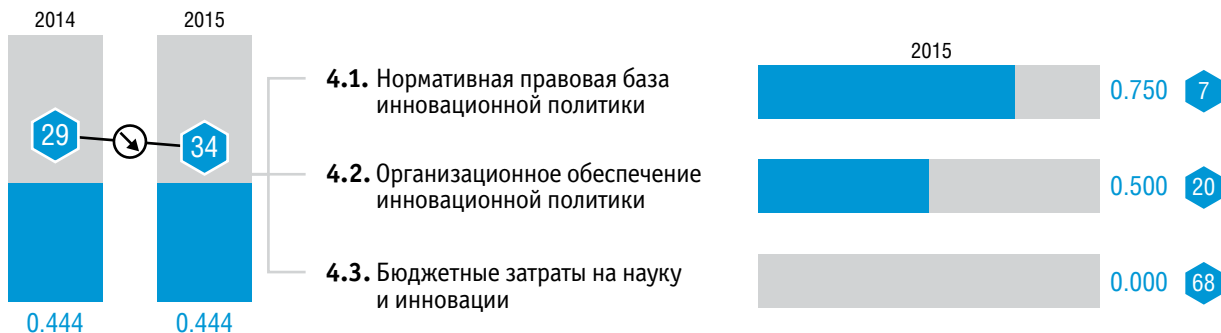 2014
2015
29
34
0.444
0.444
4.1. Нормативная правовая база
инновационной политики
4.2. Организационное обеспечение
инновационной политики
4.3. Бюджетные затраты на науку
и инновации
2015
0.750 7
0.500 20
0.000 68